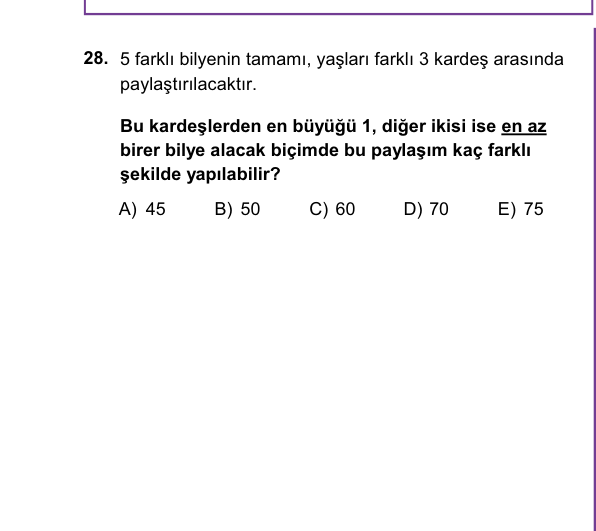 28. 5 farklı bilyenin tamamı, yaşları farklı 3 kardeş arasında
paylaştırılacaktır.
Bu kardeşlerden en büyüğü 1, diğer ikisi ise en az
birer bilye alacak biçimde bu paylaşım kaç farklı
şekilde yapılabilir?
A) 45 B) 50 C) 60 D) 70 E) 75